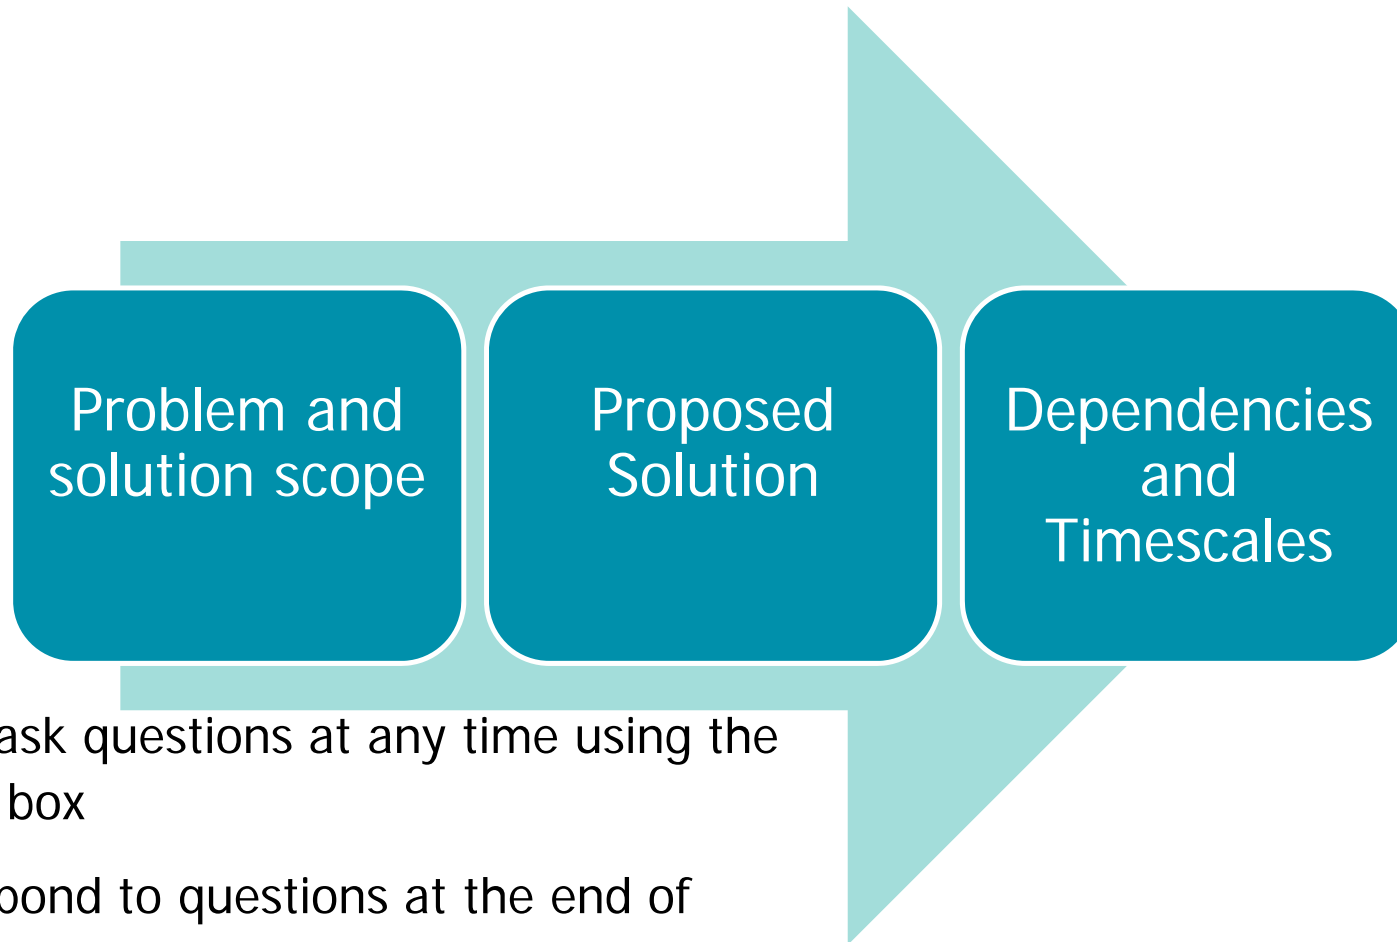 Problem and
solution scope
Proposed
Solution
Dependencies
and
Timescales
ask questions at any time using the
box
pond to questions at the end of